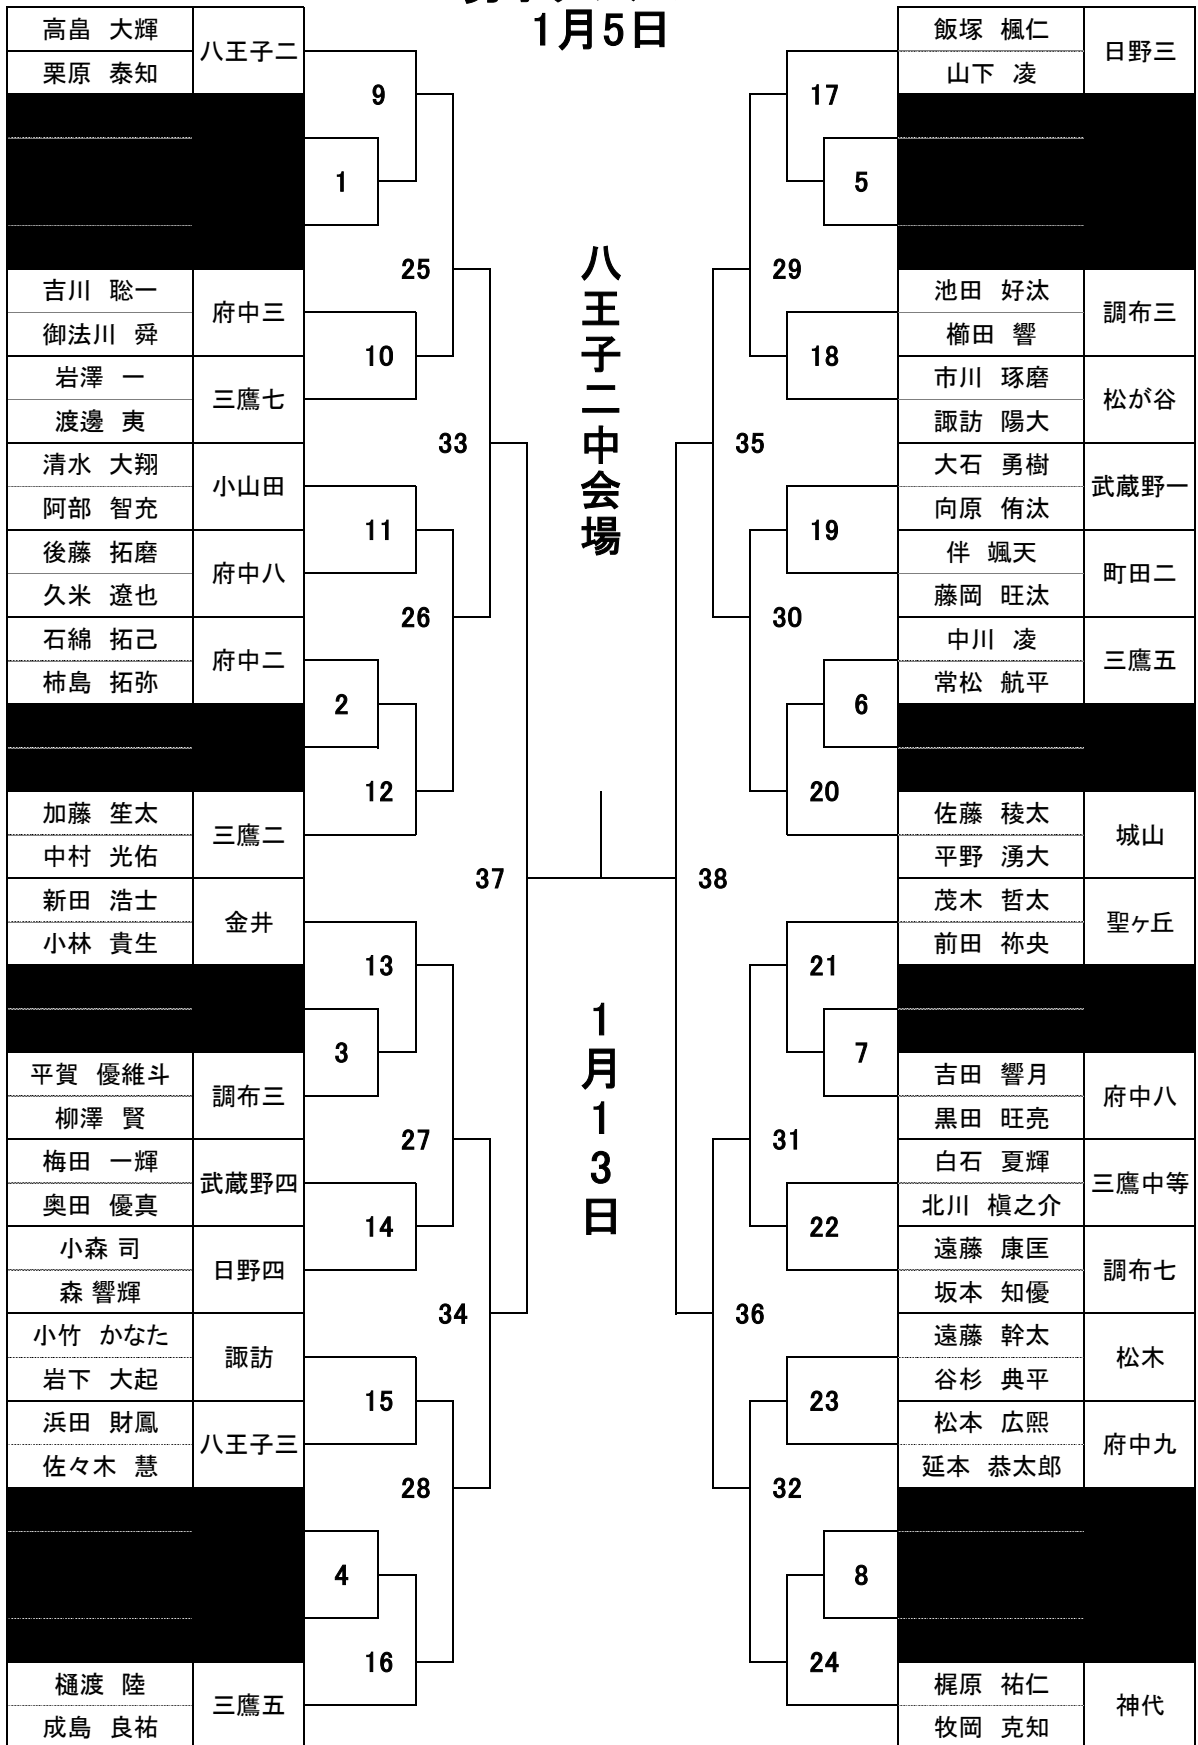 1月5日
高畠 大輝
八王子二
栗原 泰知
吉川 聡一
府中三
御法川 舜
岩澤 一
三鷹七
渡邊 夷
清水 大翔
小山田
阿部 智充
後藤 拓磨
府中八
久米 遼也
石綿 拓己
府中二
柿島 拓弥
加藤 笙太
三鷹二
中村 光佑
新田 浩士
金井
小林 貴生
平賀 優維斗
調布三
柳澤 賢
梅田 一輝
武蔵野四
奥田 優真
小森 司
日野四
森 響輝
小竹 かなた
諏訪
岩下 大起
浜田 財鳳
八王子三
佐々木 慧
樋渡 陸
三鷹五
成島 良祐
9
1
25
10
33
11
26
2
12
37
13
3
27
14
34
15
28
4
16
八王子二中会場
1月13日
17
5
29
18
35
19
30
6
20
38
21
7
31
22
36
23
32
8
24
飯塚 楓仁
日野三
山下 凌
池田 好汰
調布三
櫛田 響
市川 琢磨
松が谷
諏訪 陽大
大石 勇樹
武蔵野一
向原 侑汰
伴 颯天
町田二
藤岡 旺汰
中川 凌
三鷹五
常松 航平
佐藤 稜太
城山
平野 湧大
茂木 哲太
聖ヶ丘
前田 祢央
吉田 響月
府中八
黒田 旺亮
白石 夏輝
三鷹中等
北川 槇之介
遠藤 康匡
調布七
坂本 知優
遠藤 幹太
松木
谷杉 典平
松本 広熙
府中九
延本 恭太郎
梶原 祐仁
神代
牧岡 克知